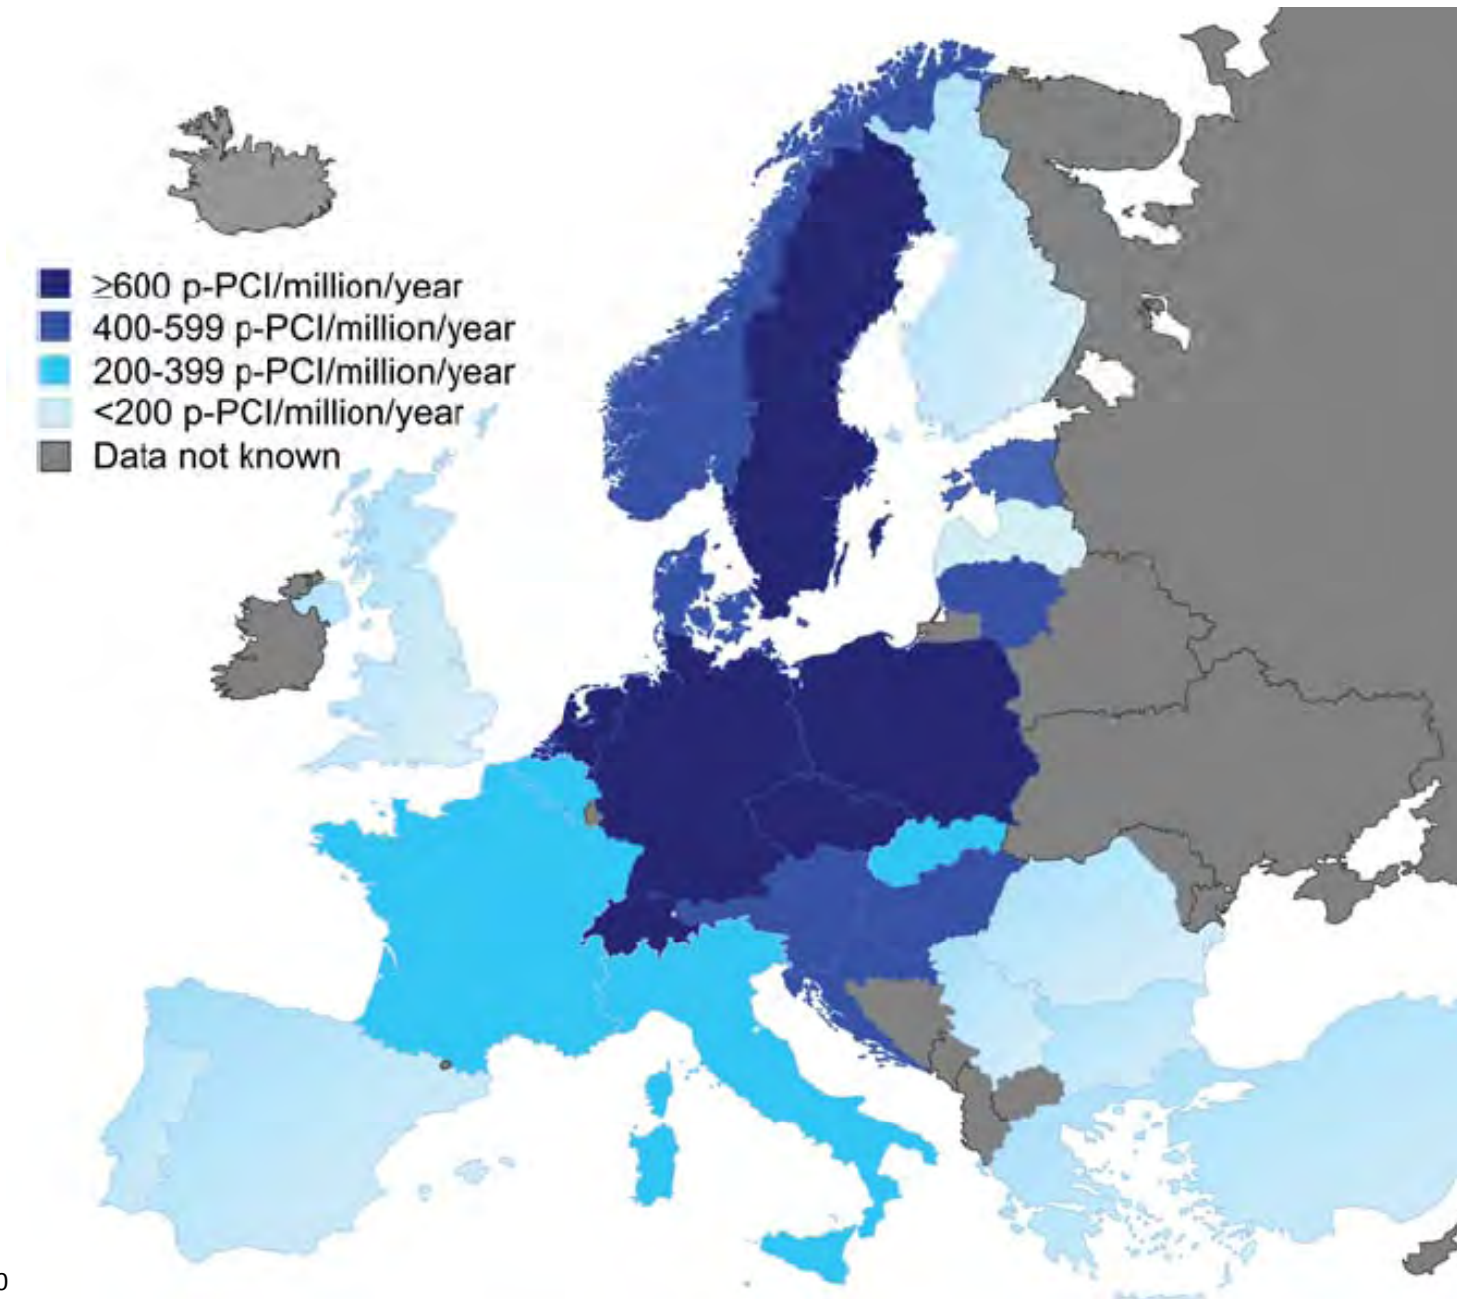 ≥600 p-PCI/million/year
400-599 p-PCI/million/year
200-399 p-PCI/million/year
<200 p-PCI/million/year
Data not known
0